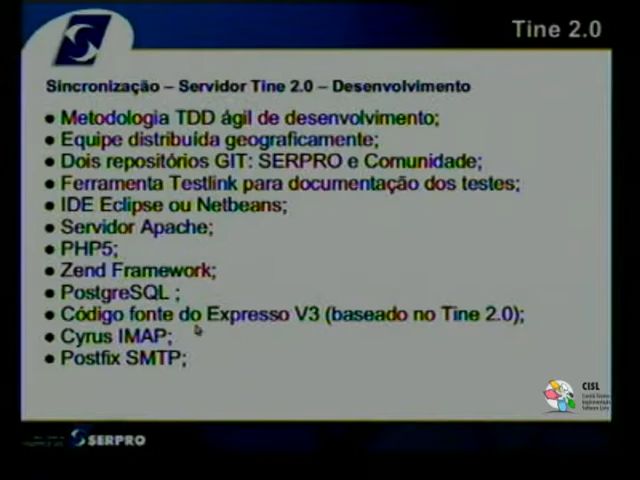 Tine 2.0
Sincronização – Servidor Tine 2.0 – Desenvolvimento
● Metodologia TDD ágil de desenvolvimento;
● Equipe distribuída geograficamente;
● Dois repositórios GIT: SERPRO e Comunidade;
● Ferramenta Testlink para documentação dos testes;
● IDE Eclipse ou Netbeans;
● Servidor Apache;
● PHP5;
● Zend Framework;
● PostgreSQL ;
● Código fonte do Expresso V3 (baseado no Tine 2.0);
● Cyrus IMAP;
● Postfix SMTP;
CISL
SERPRO